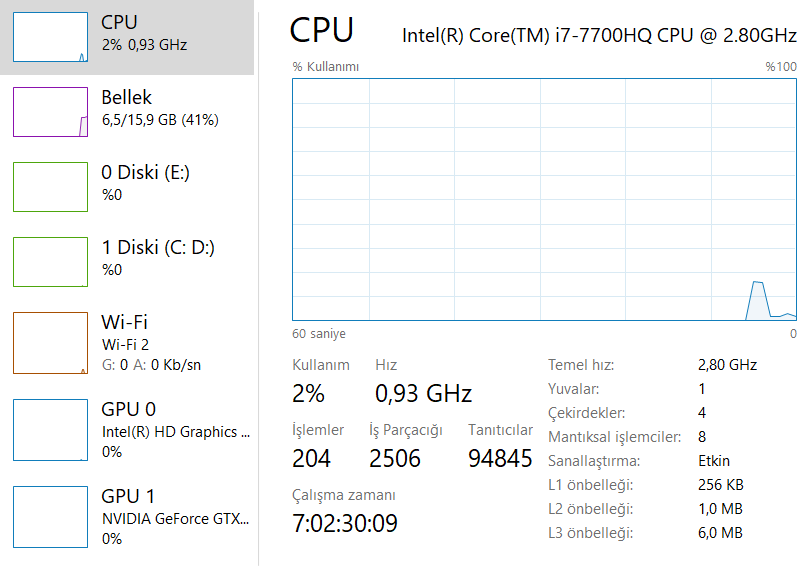 CPU
2% 0,93 GHz
Bellek
6,5/15,9 GB (41%)
0 Diski (E:)
%0
1 Diski (C: D:)
%0
Wi-Fi
Wi-Fi 2
G: 0 A: 0 Kb/sn
GPU 0
Intel(R) HD Graphics ...
0%
GPU 1
NVIDIA GeForce GTX...
0%
CPU Intel(R) Core(TM) i7-7700HQ CPU @ 2.80GHz
% Kullanımı %100
60 saniye 0
Kullanım Hız
2% 0,93 GHz
İşlemler İş Parçacığı Tanıtıcılar
204 2506 94845
Çalışma zamanı
7:02:30:09
Temel hız: 2,80 GHz
Yuvalar: 1
Çekirdekler: 4
Mantıksal işlemciler: 8
Sanallaştırma: Etkin
L1 önbelleği: 256 KB
L2 önbelleği: 1,0 MB
L3 önbelleği: 6,0 MB